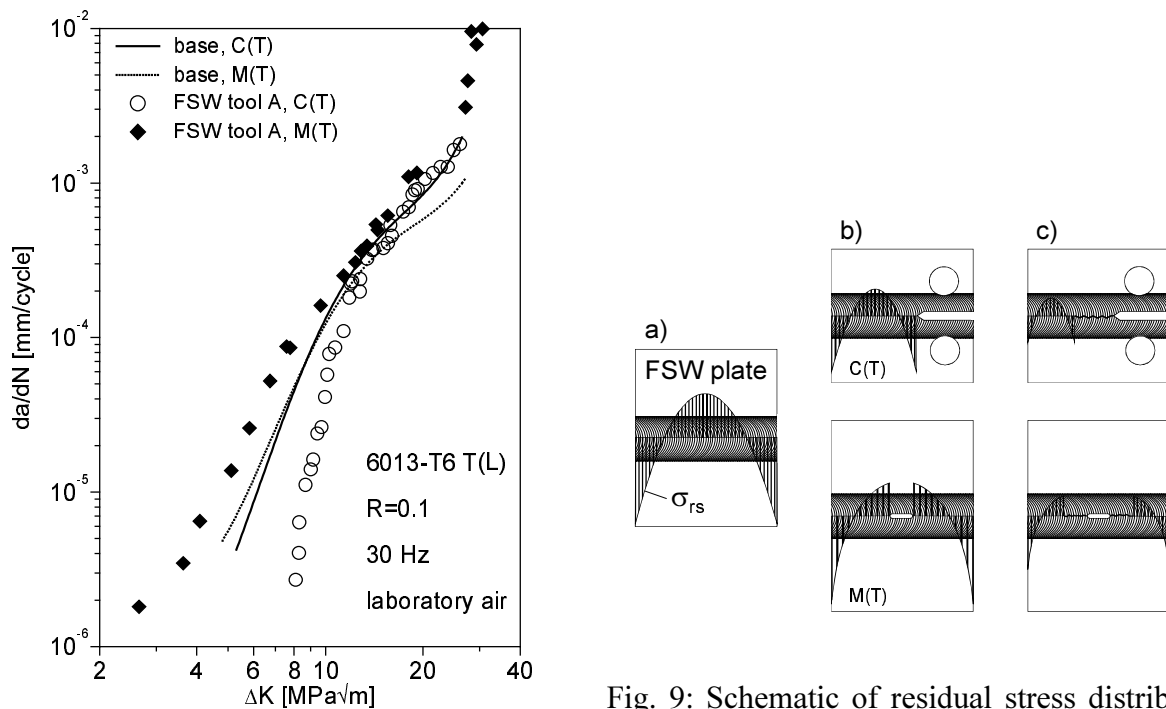 10⁻²
10⁻³
10⁻⁴
10⁻⁵
10⁻⁶
da/dN [mm/cycle]
base, C(T)
base, M(T)
FSW tool A, C(T)
FSW tool A, M(T)
6013-T6 T(L)
R=0.1
30 Hz
laboratory air
2 4 6 8 10 20 40
ΔK [MPa√m]
a)
FSW plate
σrs
b)
C(T)
M(T)
c)
Fig. 9: Schematic of residual stress distrib